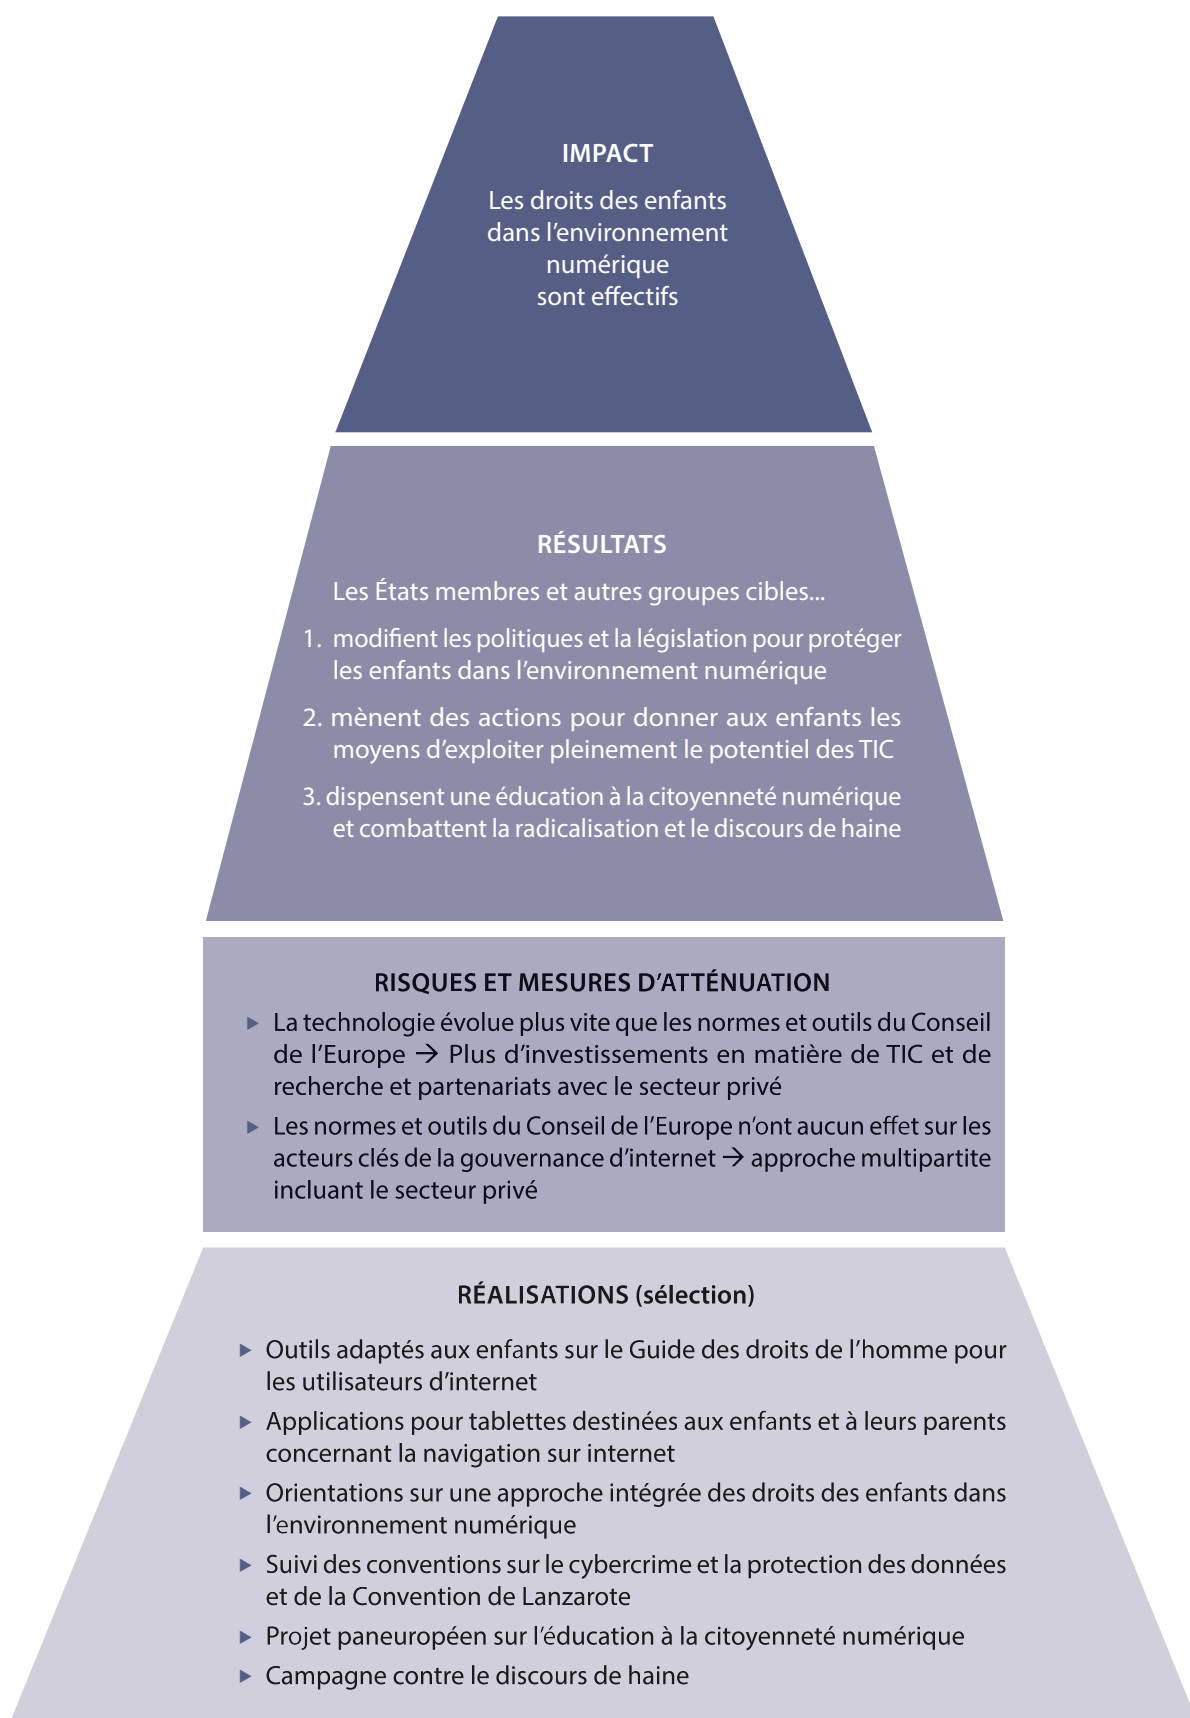 IMPACT
Les droits des enfants
dans l’environnement
numérique
sont effectifs
RÉSULTATS
Les États membres et autres groupes cibles...
1. modifient les politiques et la législation pour protéger
les enfants dans l’environnement numérique
2. mènent des actions pour donner aux enfants les
moyens d’exploiter pleinement le potentiel des TIC
3. dispensent une éducation à la citoyenneté numérique
et combattent la radicalisation et le discours de haine
RISQUES ET MESURES D’ATTÉNUATION
▶ La technologie évolue plus vite que les normes et outils du Conseil
de l’Europe → Plus d’investissements en matière de TIC et de
recherche et partenariats avec le secteur privé
▶ Les normes et outils du Conseil de l’Europe n’ont aucun effet sur les
acteurs clés de la gouvernance d’internet → approche multipartite
incluant le secteur privé
RÉALISATIONS (sélection)
▶ Outils adaptés aux enfants sur le Guide des droits de l’homme pour
les utilisateurs d’internet
▶ Applications pour tablettes destinées aux enfants et à leurs parents
concernant la navigation sur internet
▶ Orientations sur une approche intégrée des droits des enfants dans
l’environnement numérique
▶ Suivi des conventions sur le cybercrime et la protection des données
et de la Convention de Lanzarote
▶ Projet paneuropéen sur l’éducation à la citoyenneté numérique
▶ Campagne contre le discours de haine